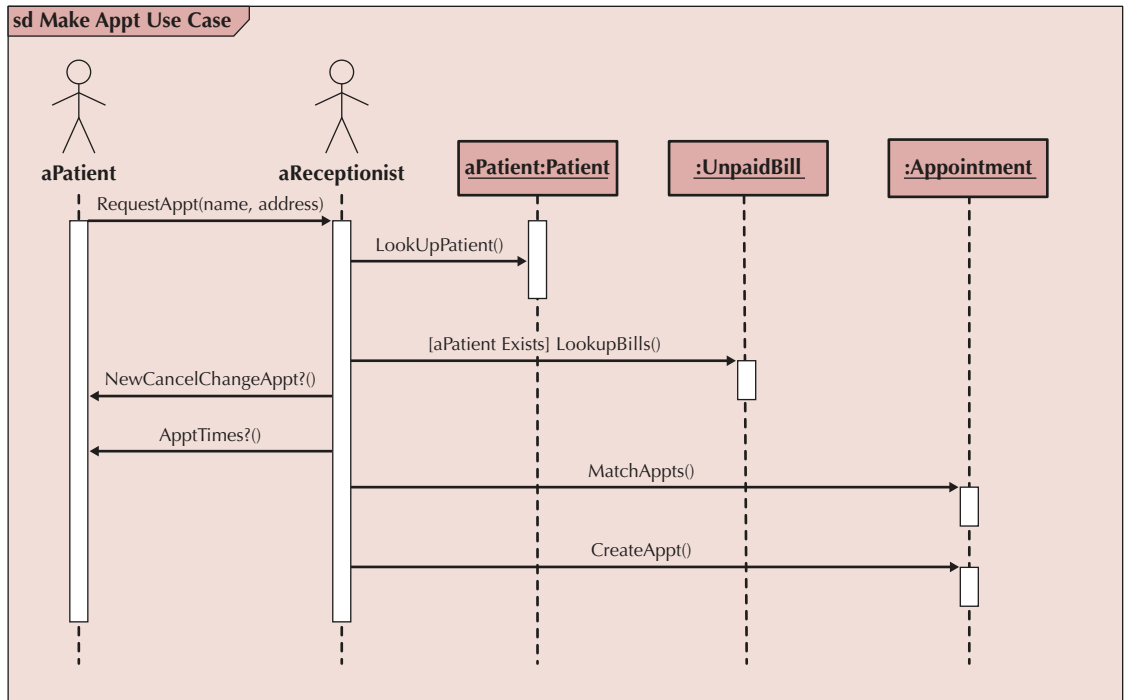 sd Make Appt Use Case
aPatient
aReceptionist
aPatient:Patient
:UnpaidBill
:Appointment
RequestAppt(name, address)
LookUpPatient()
[aPatient Exists] LookupBills()
NewCancelChangeAppt?()
ApptTimes?()
MatchAppts()
CreateAppt()